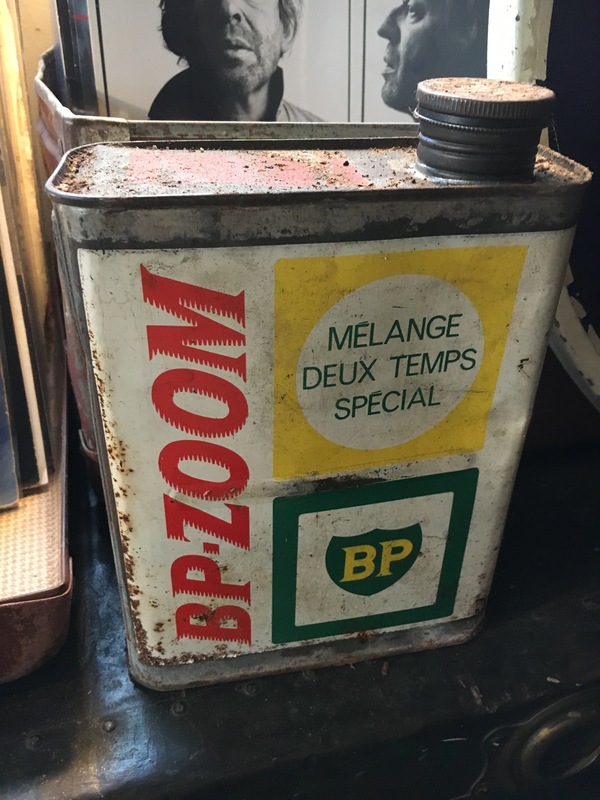 BP-ZOOM
MÉLANGE
DEUX TEMPS
SPÉCIAL
BP